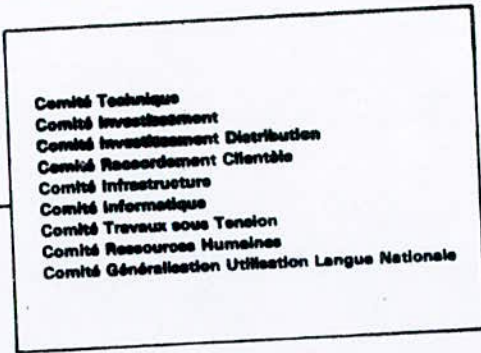 Comité Technique
Comité Investissement
Comité Investissement Distribution
Comité Raccordement Clientèle
Comité Infrastructure
Comité Informatique
Comité Travaux sous Tension
Comité Ressources Humaines
Comité Généralisation Utilisation Langue Nationale